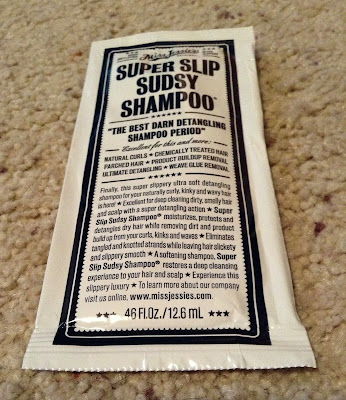 Miss Jessie's
SUPER SLIP
SUDSY
SHAMPOO®
"THE BEST DARN DETANGLING
SHAMPOO PERIOD"
Excellent for this and more:
NATURAL CURLS ★ CHEMICALLY TREATED HAIR
PARCHED HAIR ★ PRODUCT BUILDUP REMOVAL
ULTIMATE DETANGLING ★ WEAVE GLUE REMOVAL
Finally, this super slippery ultra soft detangling
shampoo for your naturally curly, kinky and wavy hair
is here! ★ Excellent for deep cleaning dirty, smelly hair
and scalp with a super detangling action ★ Super
Slip Sudsy Shampoo® moisturizes, protects and
detangles dry hair while removing dirt and product
build up from your curls, kinks and waves ★ Eliminates
tangled and knotted strands while leaving hair slickety
and slippery smooth ★ A softening shampoo, Super
Slip Sudsy Shampoo® restores a deep cleansing
experience to your hair and scalp ★ Experience this
slippery luxury ★ To learn more about our company
visit us online, www.missjessies.com.
★★★ .46 Fl.Oz./12.6 mL ★★★